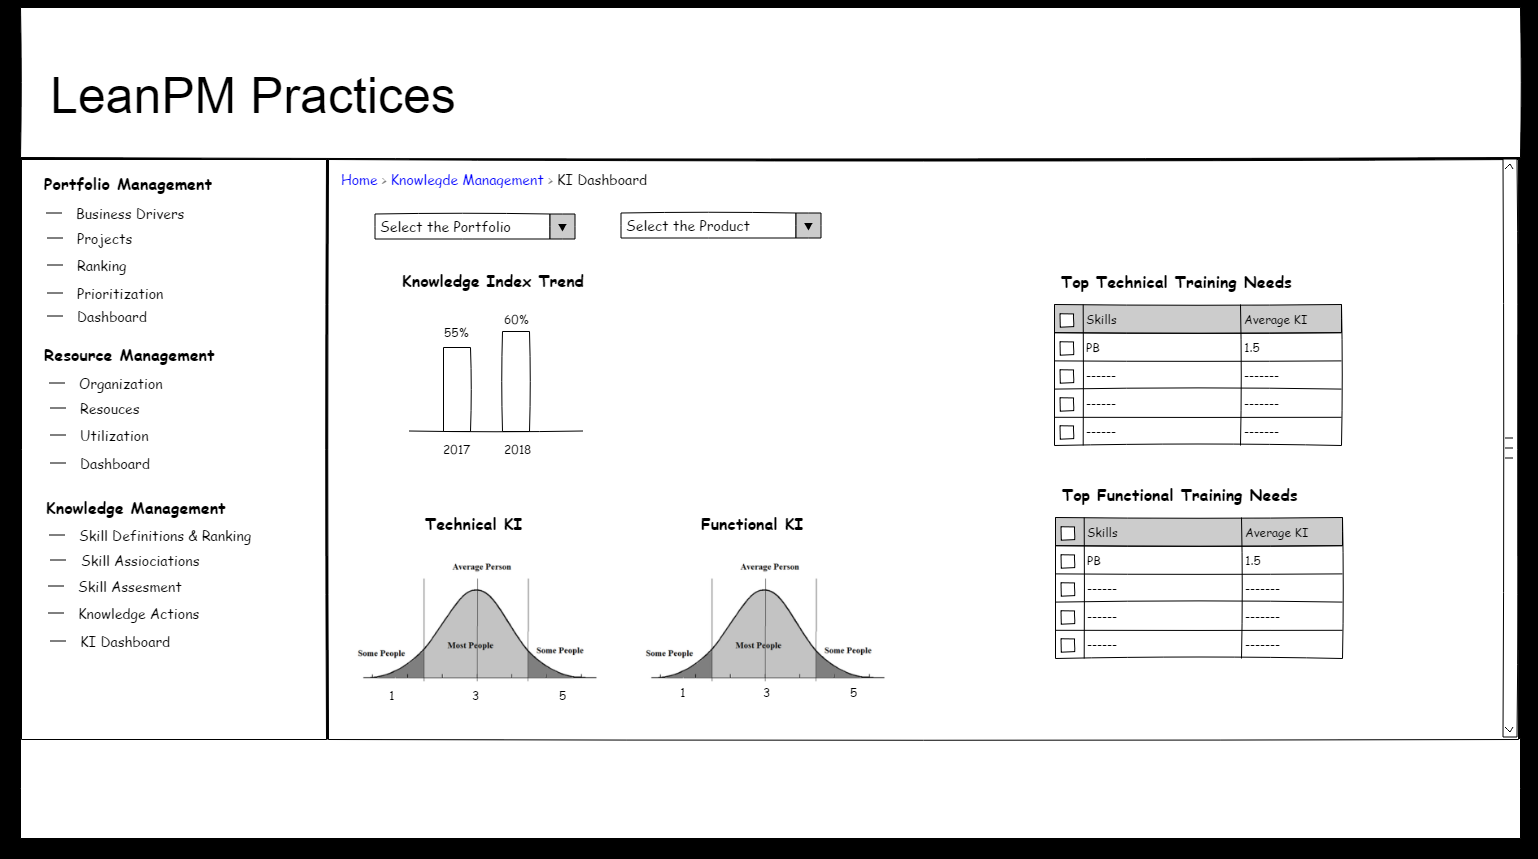 LeanPM Practices
Portfolio Management
Business Drivers
Projects
Ranking
Prioritization
Dashboard
Resource Management
Organization
Resouces
Utilization
Dashboard
Knowledge Management
Skill Definitions & Ranking
Skill Assiociations
Skill Assesment
Knowledge Actions
KI Dashboard
Home > Knowlegde Management > KI Dashboard
Select the Portfolio ▼
Select the Product ▼
Knowledge Index Trend
55%
60%
2017
2018
Technical KI
Average Person
Some People
Most People
Some People
1
3
5
Functional KI
Average Person
Some People
Most People
Some People
1
3
5
Top Technical Training Needs
Skills Average KI
PB 1.5
------ -------
------ -------
------ -------
Top Functional Training Needs
Skills Average KI
PB 1.5
------ -------
------ -------
------ -------